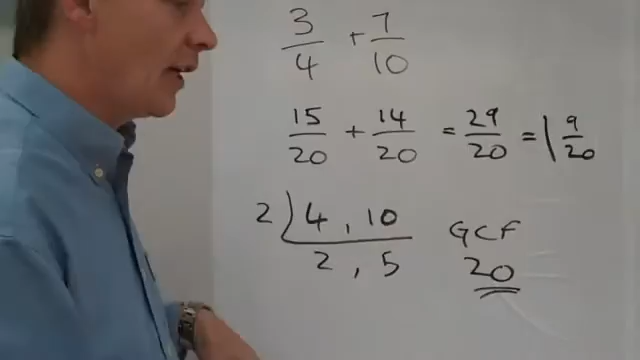 3/4 + 7/10
15/20 + 14/20 = 29/20 = 1 9/20
2 ) 4 , 10 GCF
2 , 5 20